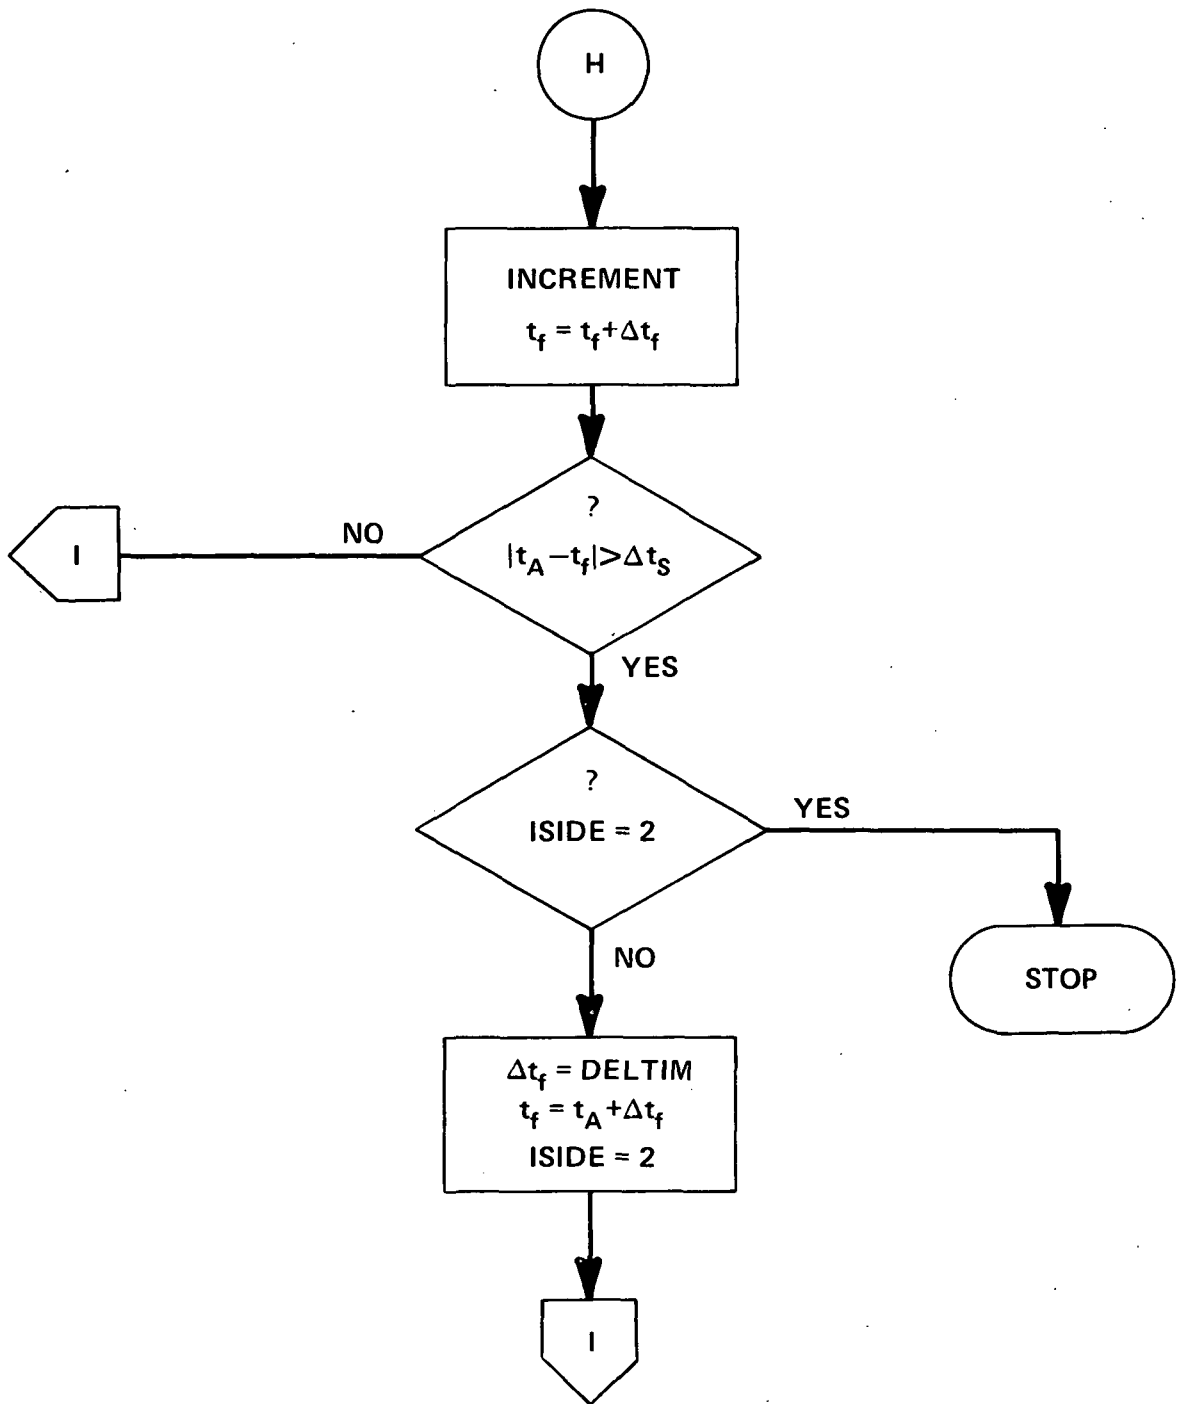 H
INCREMENT
t_f = t_f+Δt_f
?
NO
I
|t_A−t_f|>Δt_S
YES
?
YES
ISIDE = 2
NO
STOP
Δt_f = DELTIM
t_f = t_A+Δt_f
ISIDE = 2
I